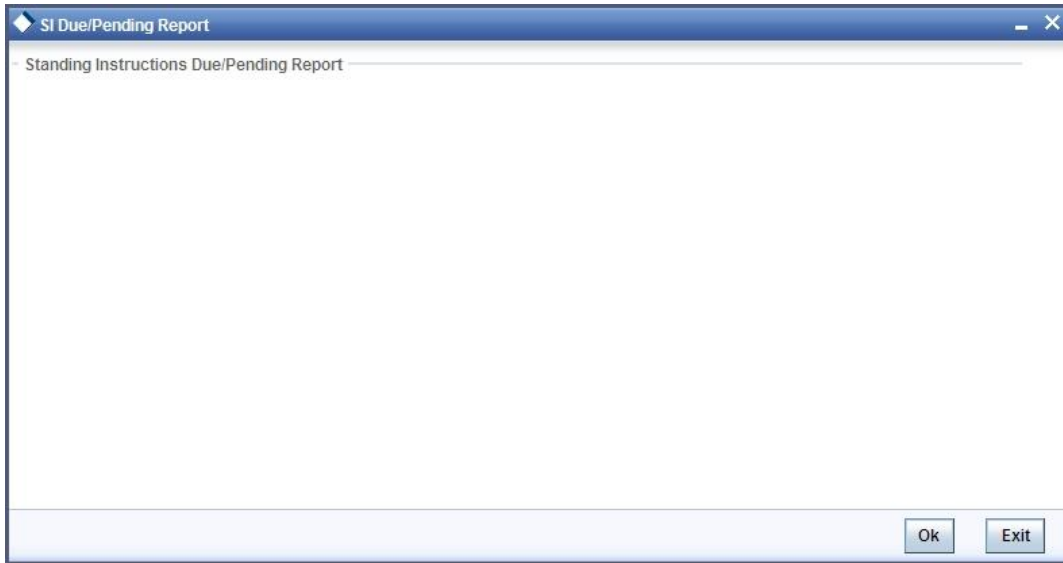 SI Due/Pending Report
Standing Instructions Due/Pending Report
Ok Exit